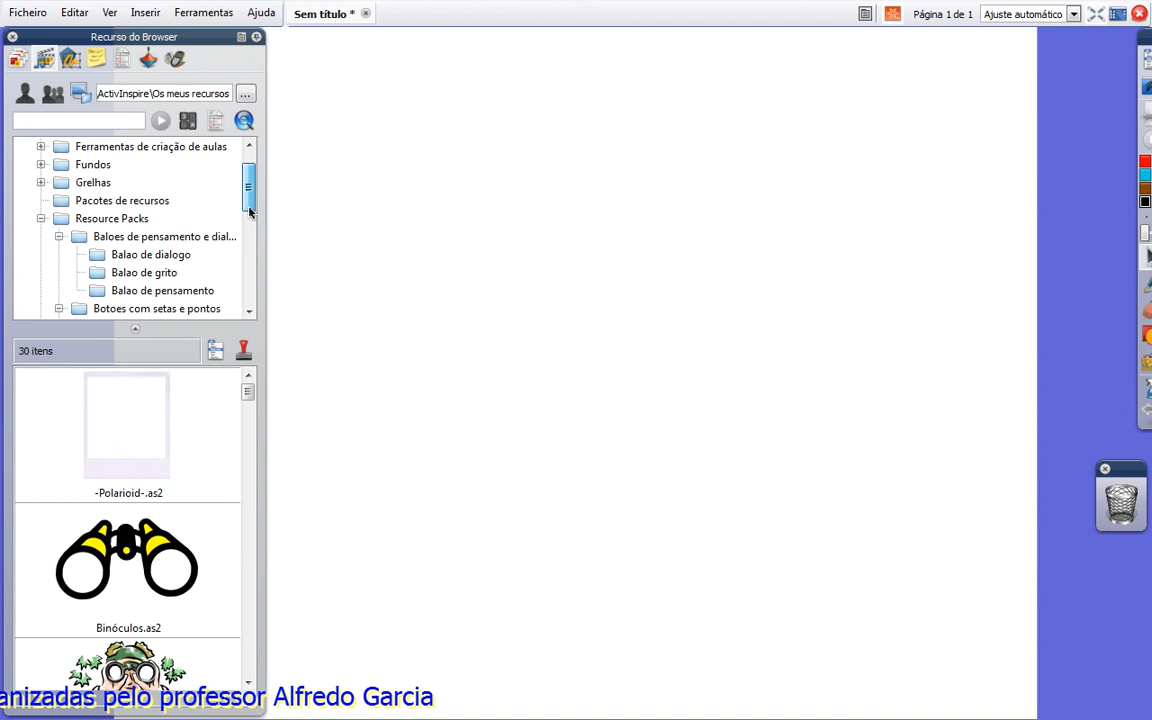 Ficheiro Editar Ver Inserir Ferramentas Ajuda Sem título * Página 1 de 1 Ajuste automático
Recurso do Browser
ActivInspire\Os meus recursos ...
Ferramentas de criação de aulas
Fundos
Grelhas
Pacotes de recursos
Resource Packs
Baloes de pensamento e dial...
Balao de dialogo
Balao de grito
Balao de pensamento
Botoes com setas e pontos
30 itens
-Polarioid-.as2
Binóculos.as2
anizadas pelo professor Alfredo Garcia